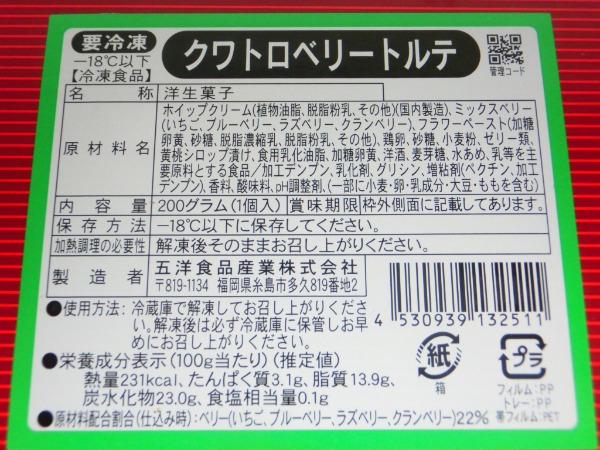 要冷凍
－18℃以下
【冷凍食品】
クワトロベリートルテ
管理コード
名称 洋生菓子
原材料名 ホイップクリーム(植物油脂、脱脂粉乳、その他)(国内製造)、ミックスベリー
(いちご、ブルーベリー、ラズベリー、クランベリー)、フラワーペースト(加糖
卵黄、砂糖、脱脂濃縮乳、脱脂粉乳、その他)、鶏卵、砂糖、小麦粉、ゼリー類、
黄桃シロップ漬け、食用乳化油脂、加糖卵黄、洋酒、麦芽糖、水あめ、乳等を主
要原料とする食品／加工デンプン、乳化剤、グリシン、増粘剤(ペクチン、加工
デンプン)、香料、酸味料、pH調整剤、(一部に小麦・卵・乳成分・大豆・ももを含む)
内容量 200グラム(1個入) 賞味期限 枠外側面に記載してあります。
保存方法 －18℃以下に保存してください。
加熱調理の必要性 解凍後そのままお召し上がりください。
製造者 五洋食品産業株式会社
〒819-1134 福岡県糸島市多久819番地2
●使用方法：冷蔵庫で解凍してお召し上がりくださ
い。解凍後は必ず冷蔵庫に保管しお早
めにお召し上がりください。
4 530939 132511
●栄養成分表示(100g当たり)(推定値)
熱量231kcal、たんぱく質3.1g、脂質13.9g、
炭水化物23.0g、食塩相当量0.1g
紙
箱
プラ
フィルム：PP
トレー：PP
帯フィルム：PET
●原材料配合割合(仕込み時)：ベリー(いちご、ブルーベリー、ラズベリー、クランベリー)22%